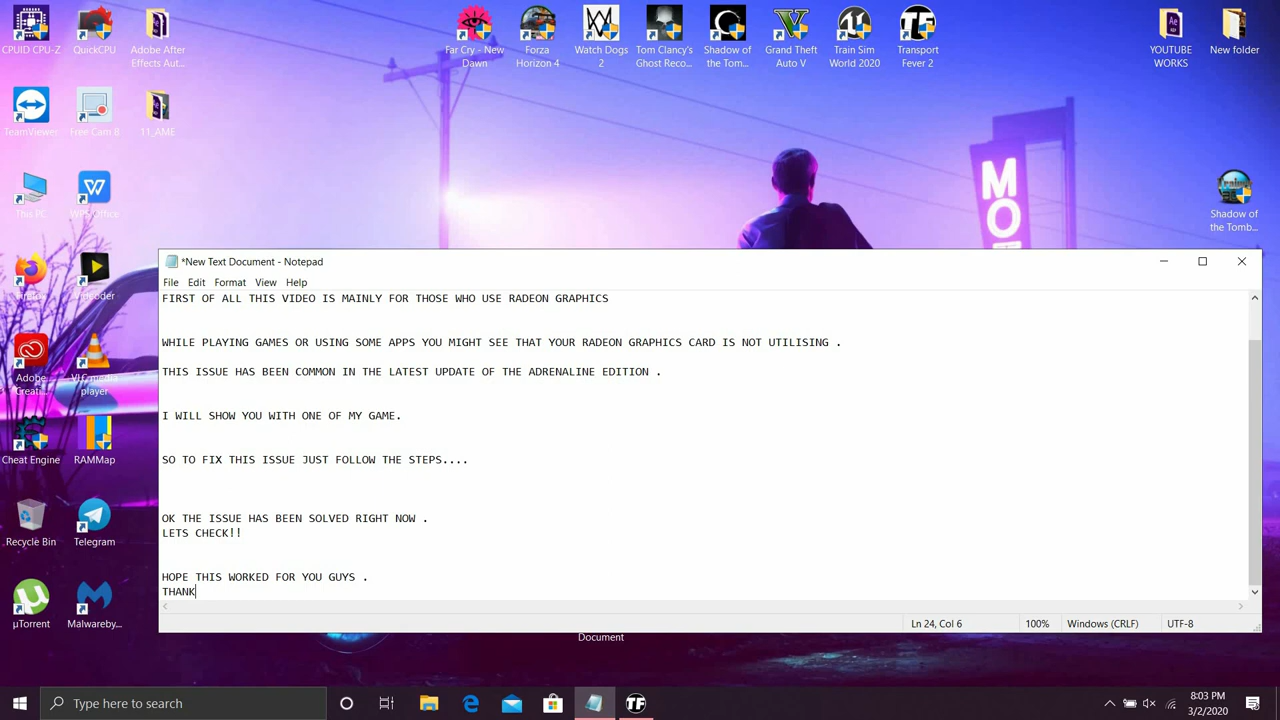 CPUID CPU-Z
QuickCPU
Adobe After
Effects Aut...
Far Cry - New
Dawn
Forza
Horizon 4
Watch Dogs
2
Tom Clancy's
Ghost Reco...
Shadow of
the Tom...
Grand Theft
Auto V
Train Sim
World 2020
Transport
Fever 2
YOUTUBE
WORKS
New folder
TeamViewer
Free Cam 8
11_AME
This PC
WPS Office
MO
Shadow of
the Tomb...
*New Text Document - Notepad
File Edit Format View Help
FIRST OF ALL THIS VIDEO IS MAINLY FOR THOSE WHO USE RADEON GRAPHICS
WHILE PLAYING GAMES OR USING SOME APPS YOU MIGHT SEE THAT YOUR RADEON GRAPHICS CARD IS NOT UTILISING .
THIS ISSUE HAS BEEN COMMON IN THE LATEST UPDATE OF THE ADRENALINE EDITION .
I WILL SHOW YOU WITH ONE OF MY GAME.
SO TO FIX THIS ISSUE JUST FOLLOW THE STEPS....
OK THE ISSUE HAS BEEN SOLVED RIGHT NOW .
LETS CHECK!!
HOPE THIS WORKED FOR YOU GUYS .
THANK
Ln 24, Col 6
100%
Windows (CRLF)
UTF-8
Firefox
Adobe
Creati...
VLC media
player
Cheat Engine
RAMMap
Recycle Bin
Telegram
µTorrent
Malwareby...
Document
Type here to search
8:03 PM
3/2/2020